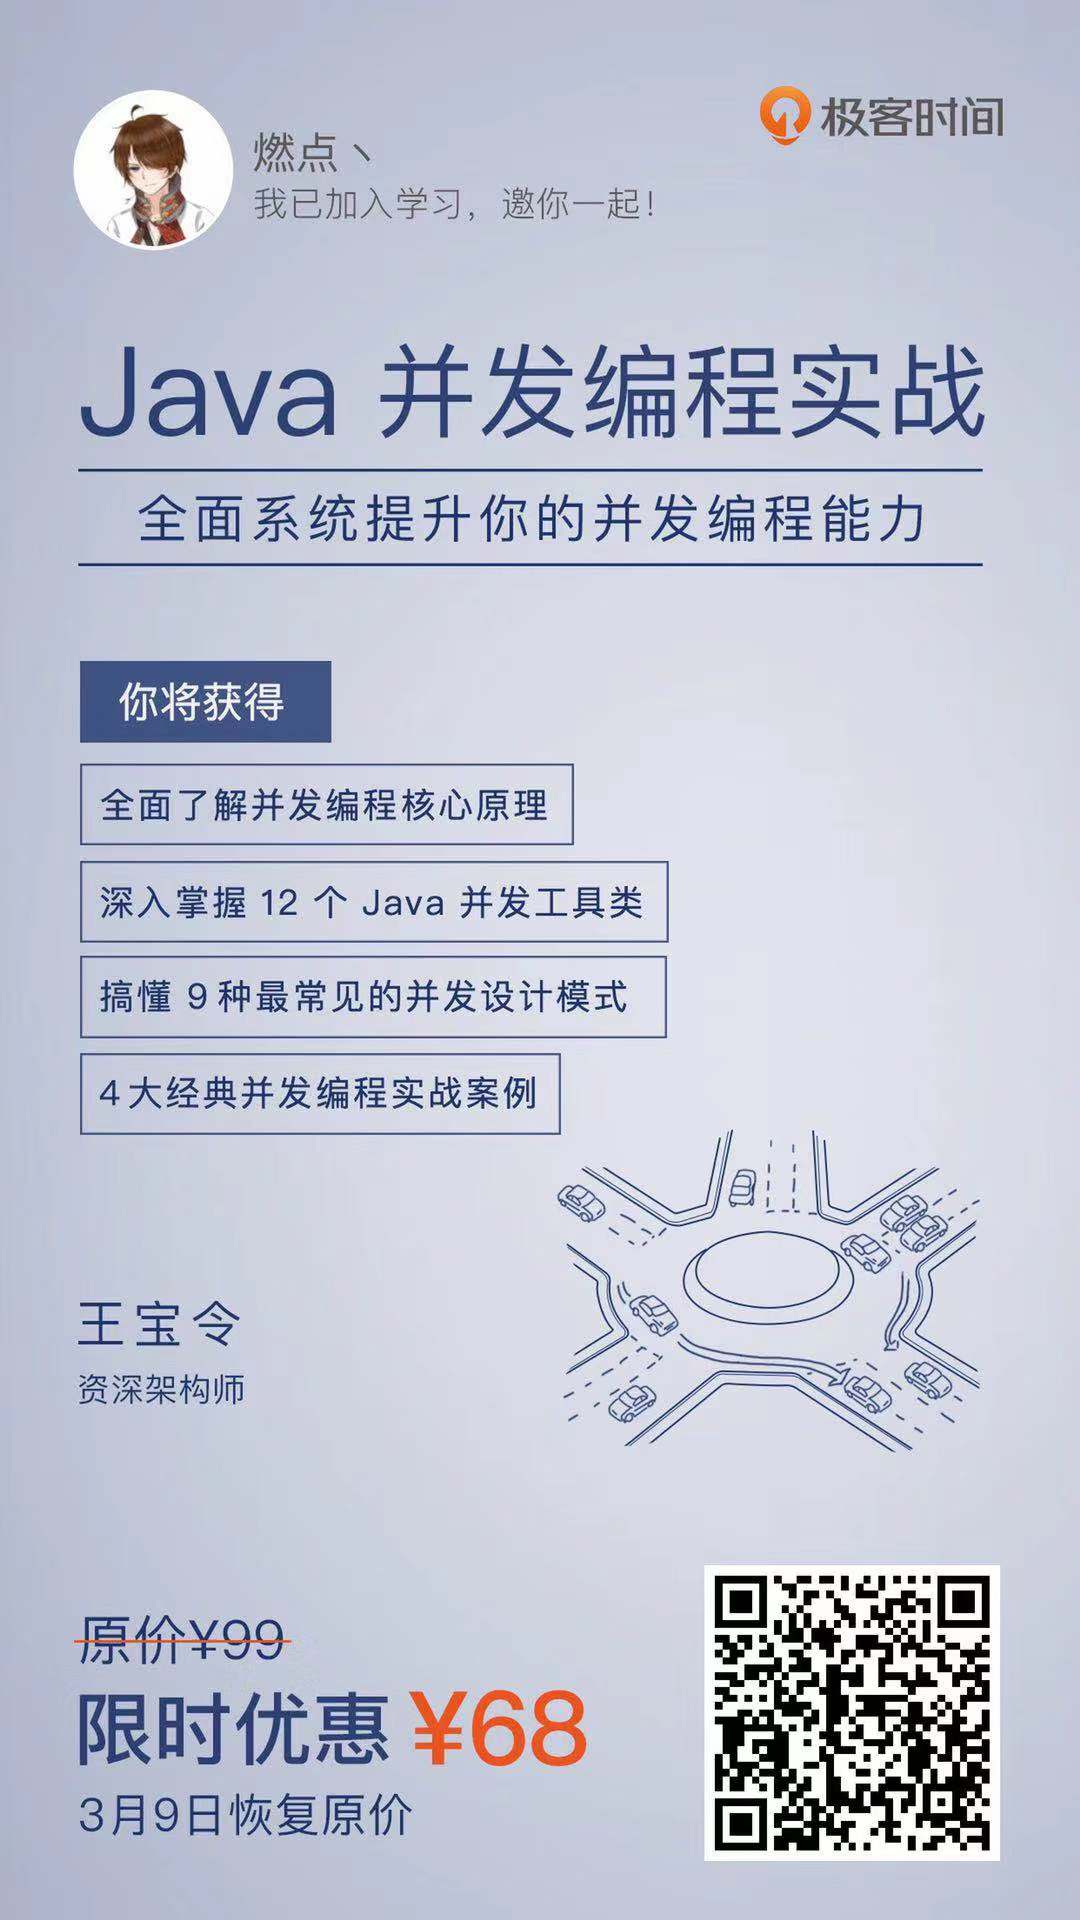 极客时间
燃点丶
我已加入学习，邀你一起！
Java 并发编程实战
全面系统提升你的并发编程能力
你将获得
全面了解并发编程核心原理
深入掌握 12 个 Java 并发工具类
搞懂 9 种最常见的并发设计模式
4 大经典并发编程实战案例
王宝令
资深架构师
原价¥99
限时优惠 ¥68
3月9日恢复原价